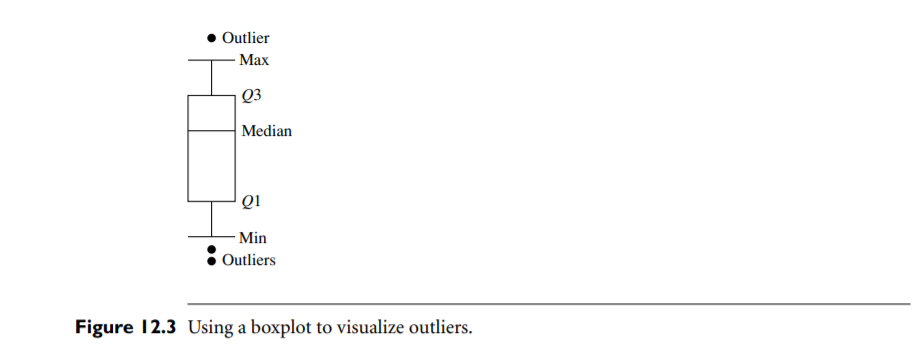 Outlier
Max
Q3
Median
Q1
Min
Outliers
Figure 12.3 Using a boxplot to visualize outliers.